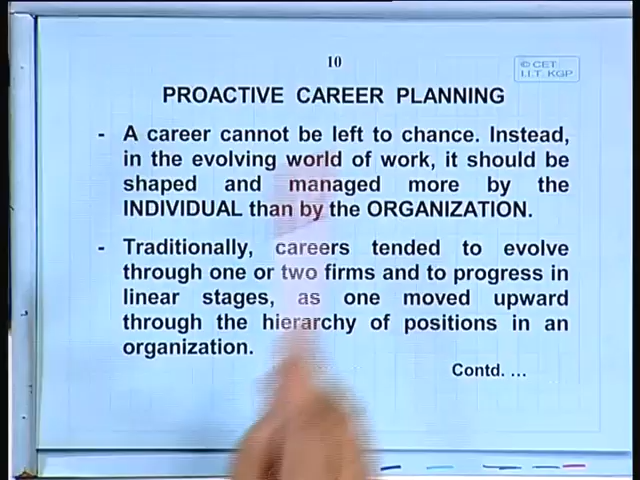 10
© CET
I.I.T. KGP
PROACTIVE CAREER PLANNING
- A career cannot be left to chance. Instead,
in the evolving world of work, it should be
shaped and managed more by the
INDIVIDUAL than by the ORGANIZATION.
- Traditionally, careers tended to evolve
through one or two firms and to progress in
linear stages, as one moved upward
through the hierarchy of positions in an
organization.
Contd. ...